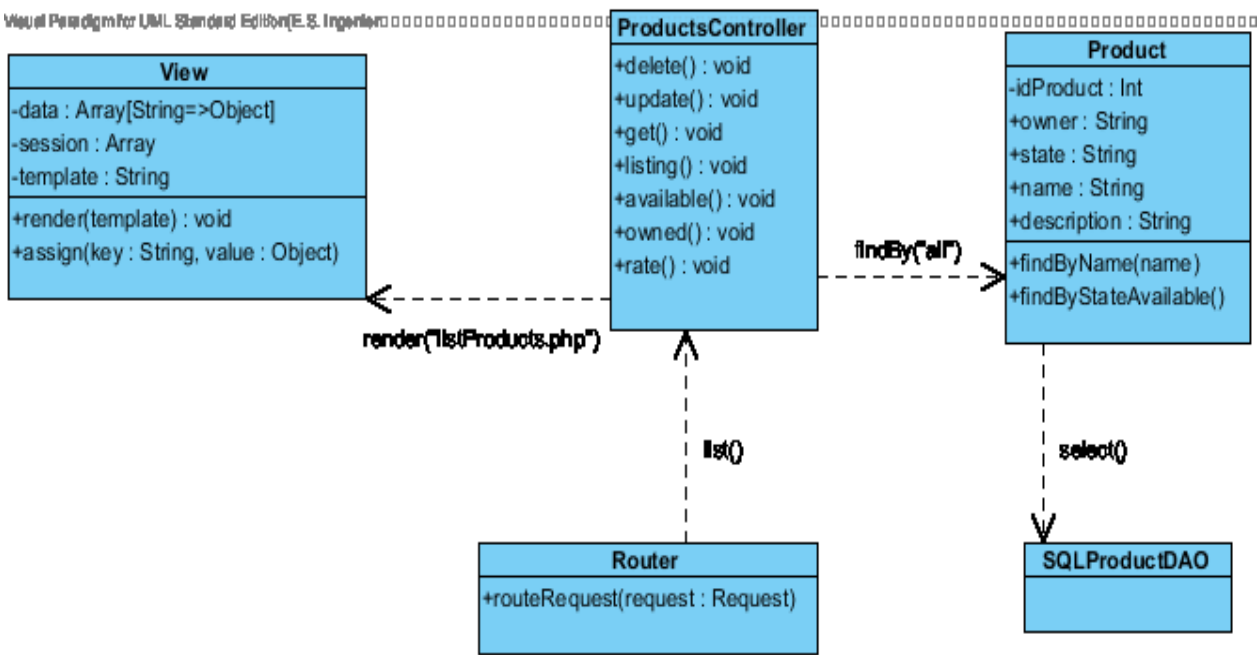 Visual Paradigm for UML Standard Edition(E.S. Ingenier
View
-data : Array[String=>Object]
-session : Array
-template : String
+render(template) : void
+assign(key : String, value : Object)
ProductsController
+delete() : void
+update() : void
+get() : void
+listing() : void
+available() : void
+owned() : void
+rate() : void
Product
-idProduct : Int
+owner : String
+state : String
+name : String
+description : String
+findByName(name)
+findByStateAvailable()
findBy("all")
render("listProducts.php")
list()
select()
Router
+routeRequest(request : Request)
SQLProductDAO